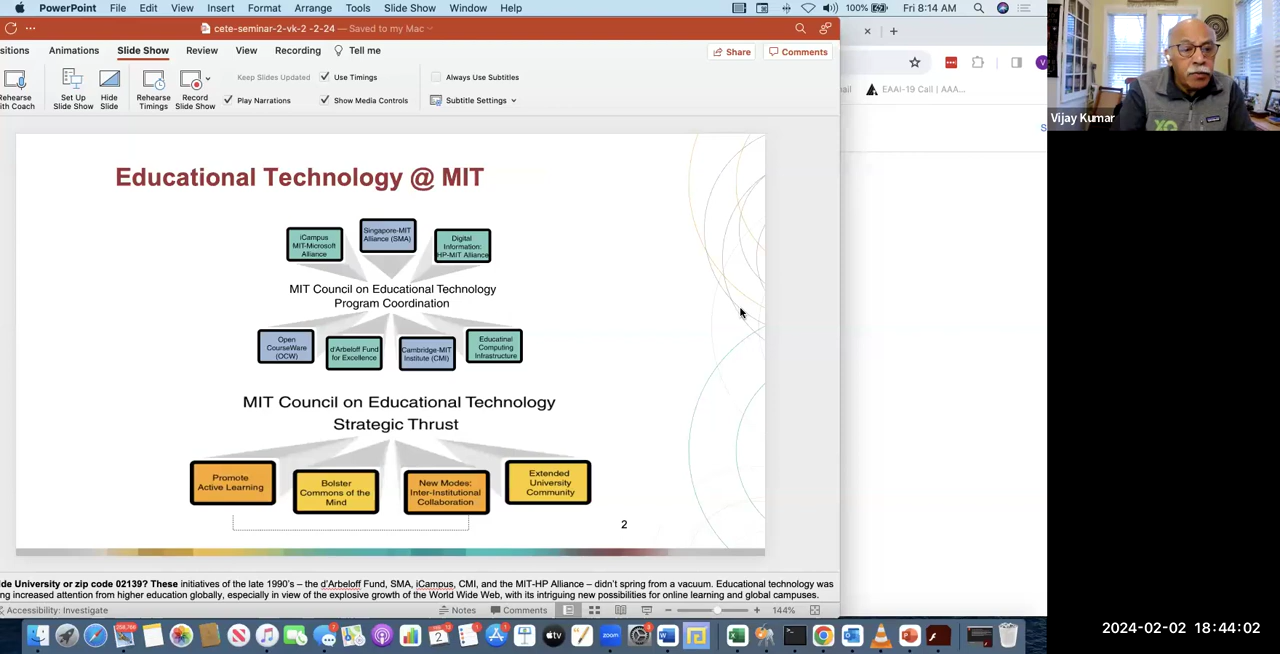 PowerPoint File Edit View Insert Format Arrange Tools Slide Show Window Help 100% Fri 8:14 AM
cete-seminar-2-vk-2 -2-24 — Saved to my Mac
sitions Animations Slide Show Review View Recording Tell me Share Comments
Rehearse
with Coach
Set Up
Slide Show
Hide
Slide
Rehearse
Timings
Record
Slide Show
Keep Slides Updated Use Timings
Play Narrations Show Media Controls
Always Use Subtitles
Subtitle Settings
ail EAAI-19 Call | AAA...
Vijay Kumar
XQ
Educational Technology @ MIT
iCampus
MIT-Microsoft
Alliance
Singapore-MIT
Alliance (SMA)
Digital
Information:
HP-MIT Alliance
MIT Council on Educational Technology
Program Coordination
Open
CourseWare
(OCW)
d'Arbeloff Fund
for Excellence
Cambridge-MIT
Institute (CMI)
Educatinal
Computing
Infrastructure
MIT Council on Educational Technology
Strategic Thrust
Promote
Active Learning
Bolster
Commons of the
Mind
New Modes:
Inter-Institutional
Collaboration
Extended
University
Community
2
de University or zip code 02139? These initiatives of the late 1990's – the d'Arbeloff Fund, SMA, iCampus, CMI, and the MIT-HP Alliance – didn't spring from a vacuum. Educational technology was
ng increased attention from higher education globally, especially in view of the explosive growth of the World Wide Web, with its intriguing new possibilities for online learning and global campuses.
Accessibility: Investigate Notes Comments 144%
tv zoom
2024-02-02 18:44:02